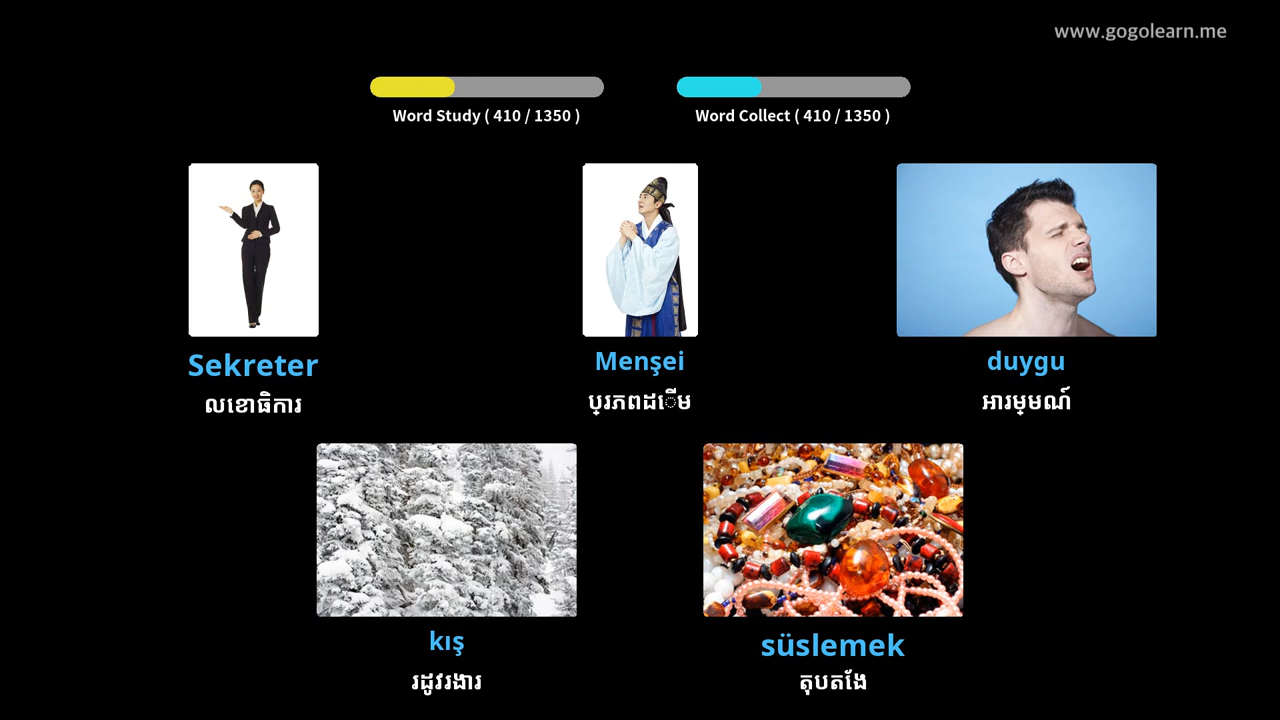 www.gogolearn.me
Word Study ( 410 / 1350 )
Word Collect ( 410 / 1350 )
Sekreter
លេខាធិការ
Menşei
ប្រភពដើម
duygu
អារម្មណ៍
kış
រដូវរងារ
süslemek
តុបតែង